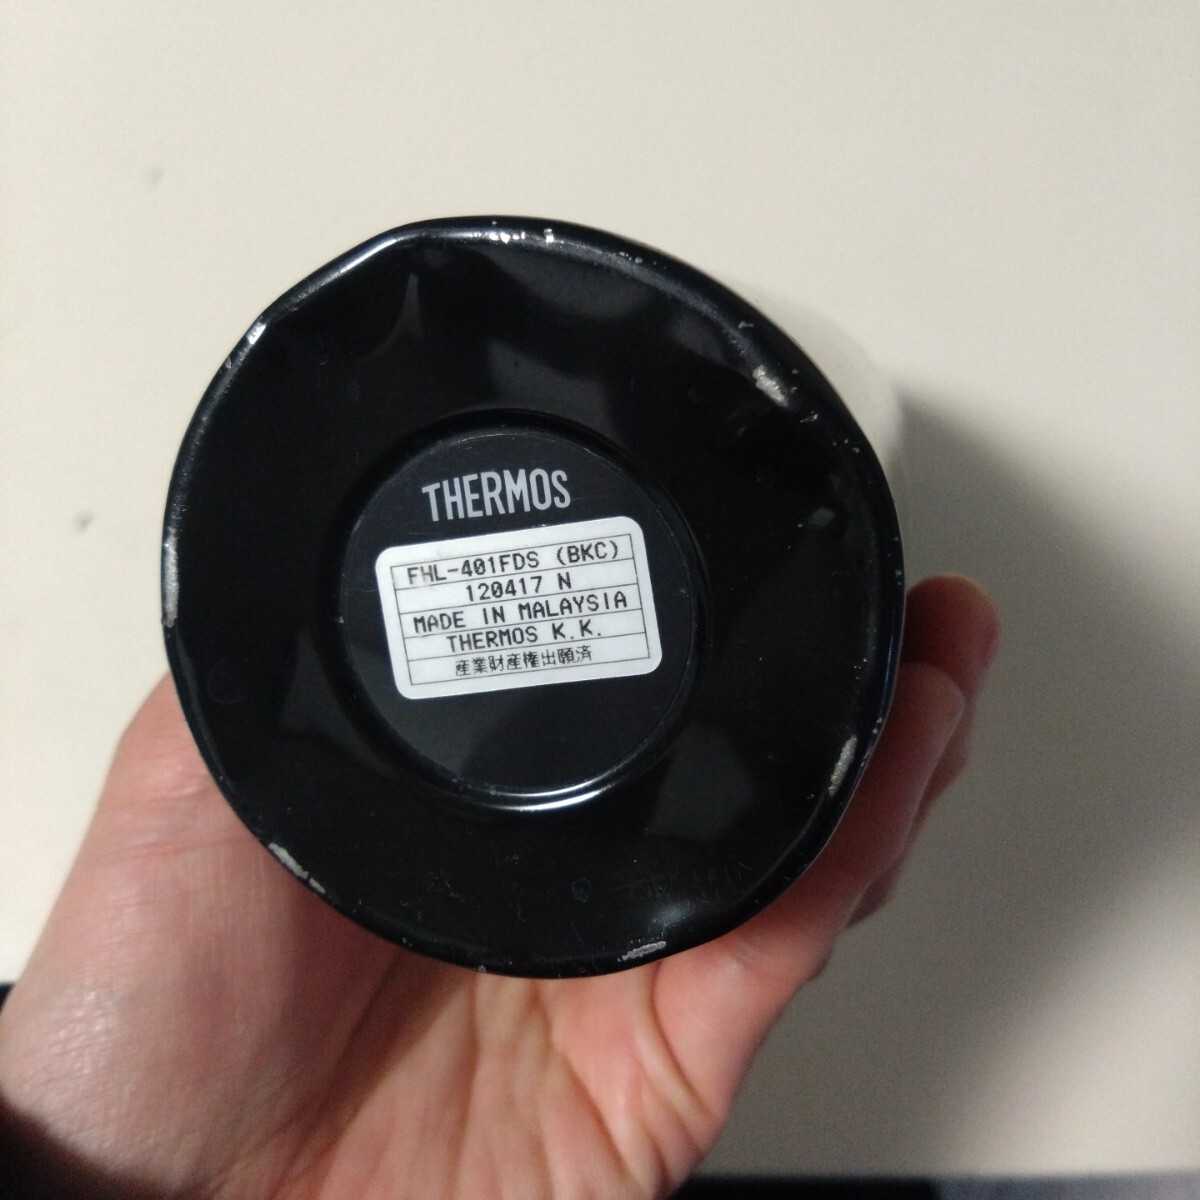 THERMOS
FHL-401FDS (BKC)
120417 N
MADE IN MALAYSIA
THERMOS K.K.
産業財産権出願済